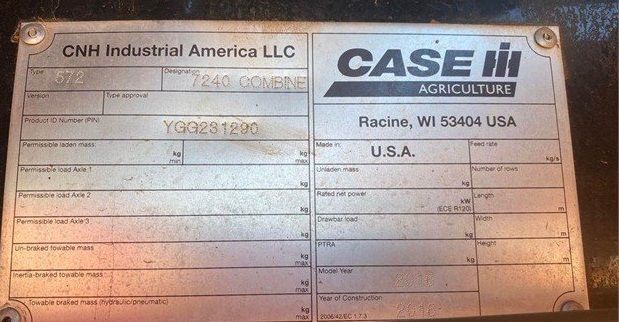 CNH Industrial America LLC
Type 572
Designation 7240 COMBINE
Version
Type approval
Product ID Number (PIN) YGG231290
Permissible laden mass kg min kg max
Permissible load Axle 1 kg
Permissible load Axle 2 kg
Permissible load Axle 3 kg
Un-braked towable mass kg max
Inertia-braked towable mass kg max
Towable braked mass (hydraulic/pneumatic) kg max
CASE IH
AGRICULTURE
Racine, WI 53404 USA
Made in: U.S.A.
Feed rate kg/s
Unladen mass kg
Number of rows
Rated net power kW (ECE R120)
Length m
Drawbar load kg
Width m
PTRA kg
Height m
Model Year 2016
Year of Construction 2016
2006/42/EC 1.7.3